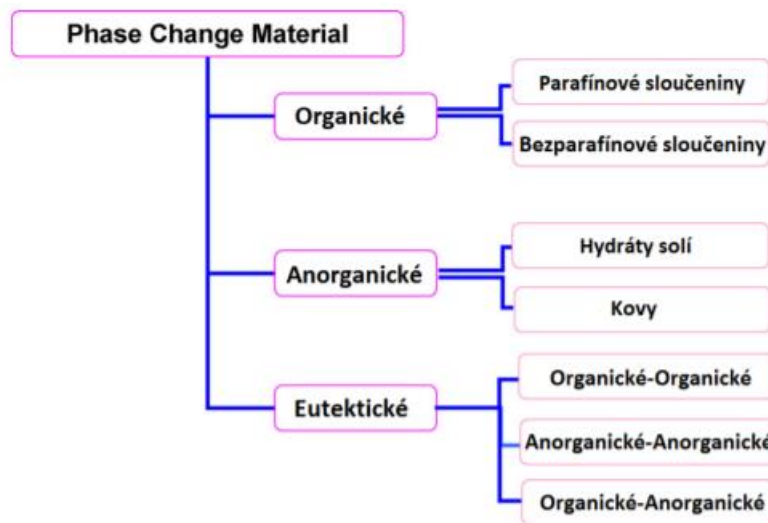 Phase Change Material
Organické
Parafínové sloučeniny
Bezparafínové sloučeniny
Anorganické
Hydráty solí
Kovy
Eutektické
Organické-Organické
Anorganické-Anorganické
Organické-Anorganické